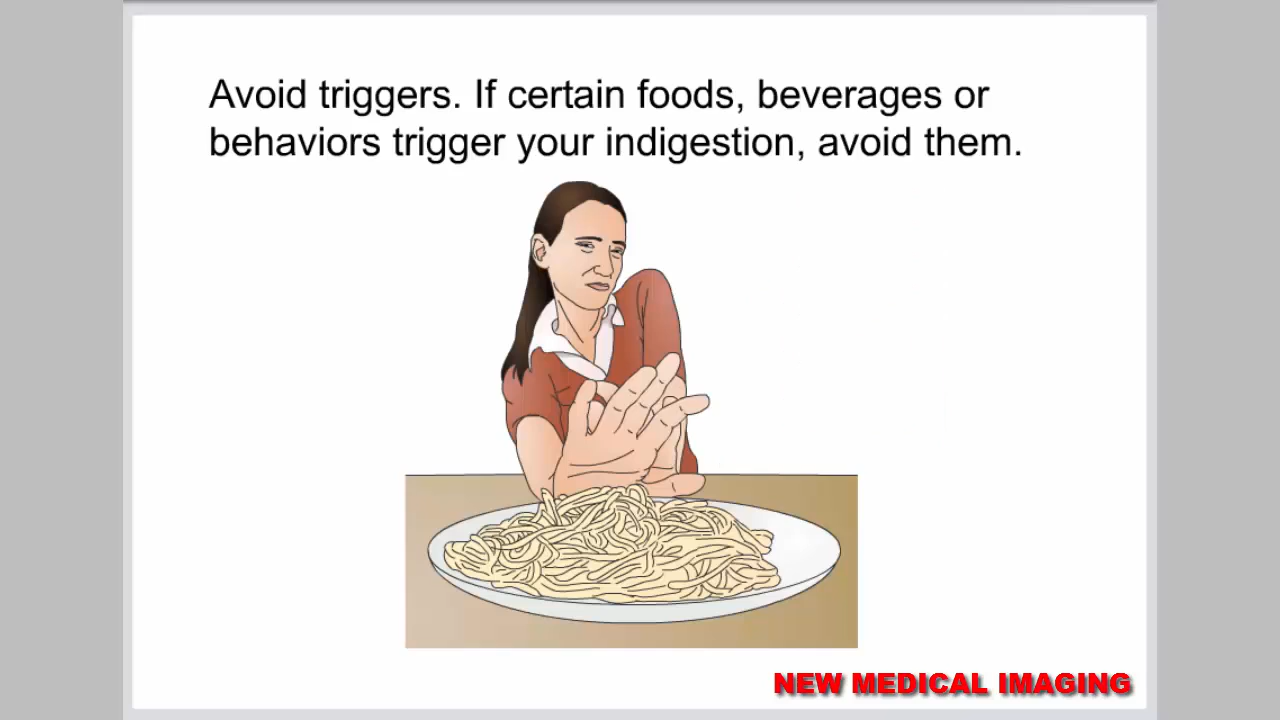 Avoid triggers. If certain foods, beverages or
behaviors trigger your indigestion, avoid them.
NEW MEDICAL IMAGING